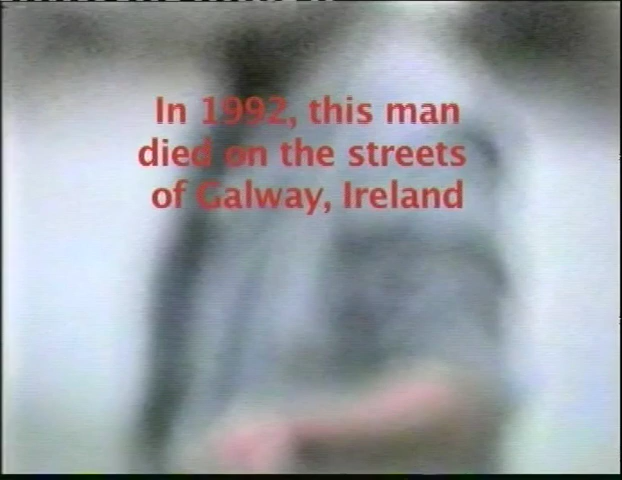 In 1992, this man
died on the streets
of Galway, Ireland